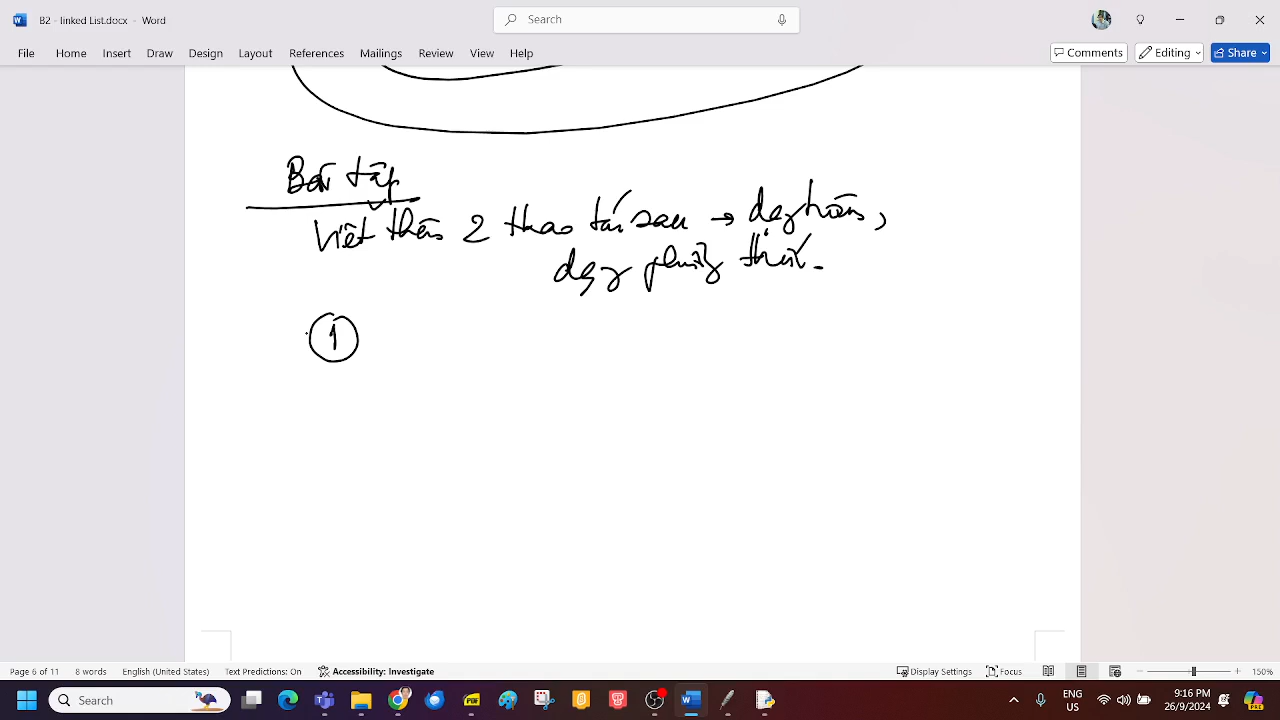 B2 - linked List.docx - Word
Search
File Home Insert Draw Design Layout References Mailings Review View Help
Comments Editing Share
Bài tập
Viết thêm 2 thao tác sau → dạng hàm,
dạng phương thức.
1
Page 6 of 11 8 words English (United States) Text Predictions: On Accessibility: Investigate
Display Settings Focus 150%
Search
ENG
US
9:16 PM
26/9/2024